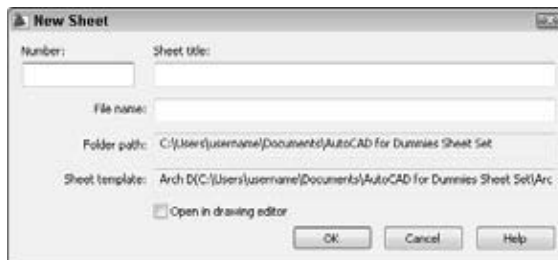 New Sheet
Number: Sheet title:
File name:
Folder path: C:\Users\username\Documents\AutoCAD for Dummies Sheet Set
Sheet template: Arch D(C:\Users\username\Documents\AutoCAD for Dummies Sheet Set\Arc
Open in drawing editor
OK Cancel Help